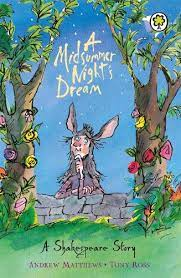 A
Midsummer
Night's
Dream
A Shakespeare Story
ANDREW MATTHEWS • TONY ROSS